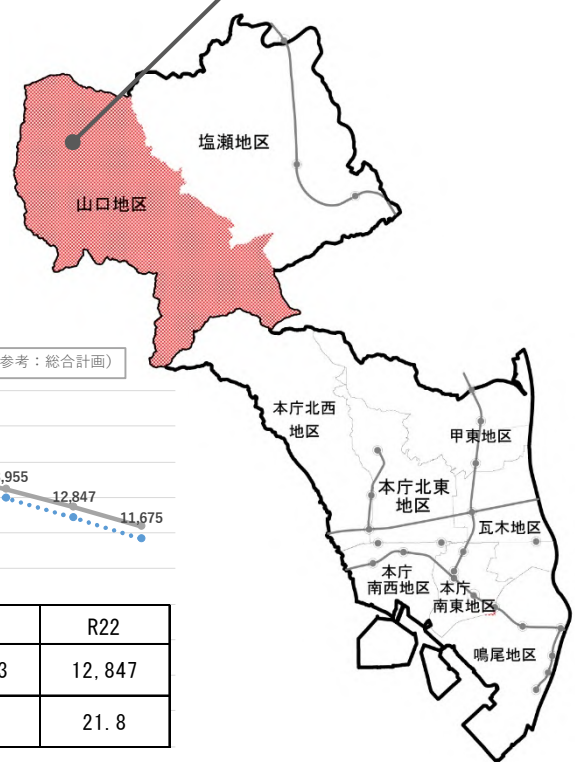 塩瀬地区
山口地区
参考：総合計画)
本庁北西
地区
甲東地区
本庁北東
地区
瓦木地区
本庁
南西地区
本庁
南東地区
鳴尾地区
,955
12,847
11,675
R22
3
12,847
21.8